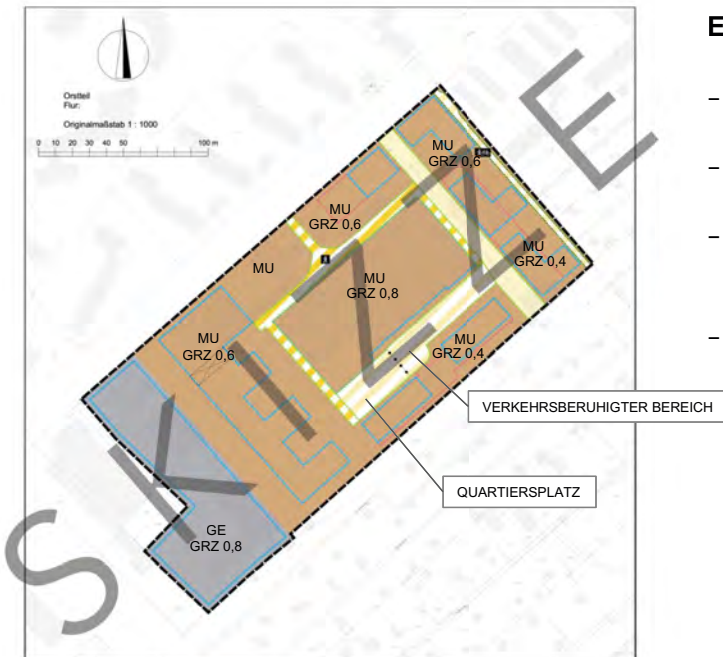 E
–
–
–
–
Orstteil
Flur:
Originalmaßstab 1 : 1000
0 10 20 30 40 50 100 m
MU
GRZ 0,6
MU
GRZ 0,6
MU
GRZ 0,4
MU
MU
GRZ 0,8
MU
GRZ 0,6
MU
GRZ 0,4
VERKEHRSBERUHIGTER BEREICH
QUARTIERSPLATZ
GE
GRZ 0,8
SKIZZE